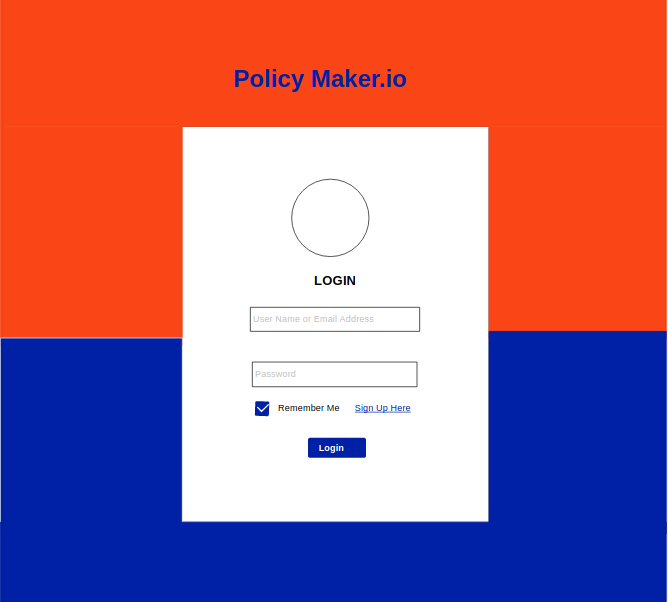 Policy Maker.io
LOGIN
User Name or Email Address
Password
Remember Me Sign Up Here
Login